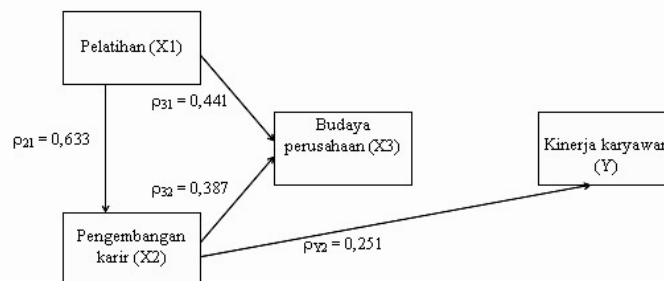 Pelatihan (X1)
ρ31 = 0,441
ρ21 = 0,633
Budaya
perusahaan (X3)
Kinerja karyawan
(Y)
ρ32 = 0,387
Pengembangan
karir (X2)
ρY2 = 0,251